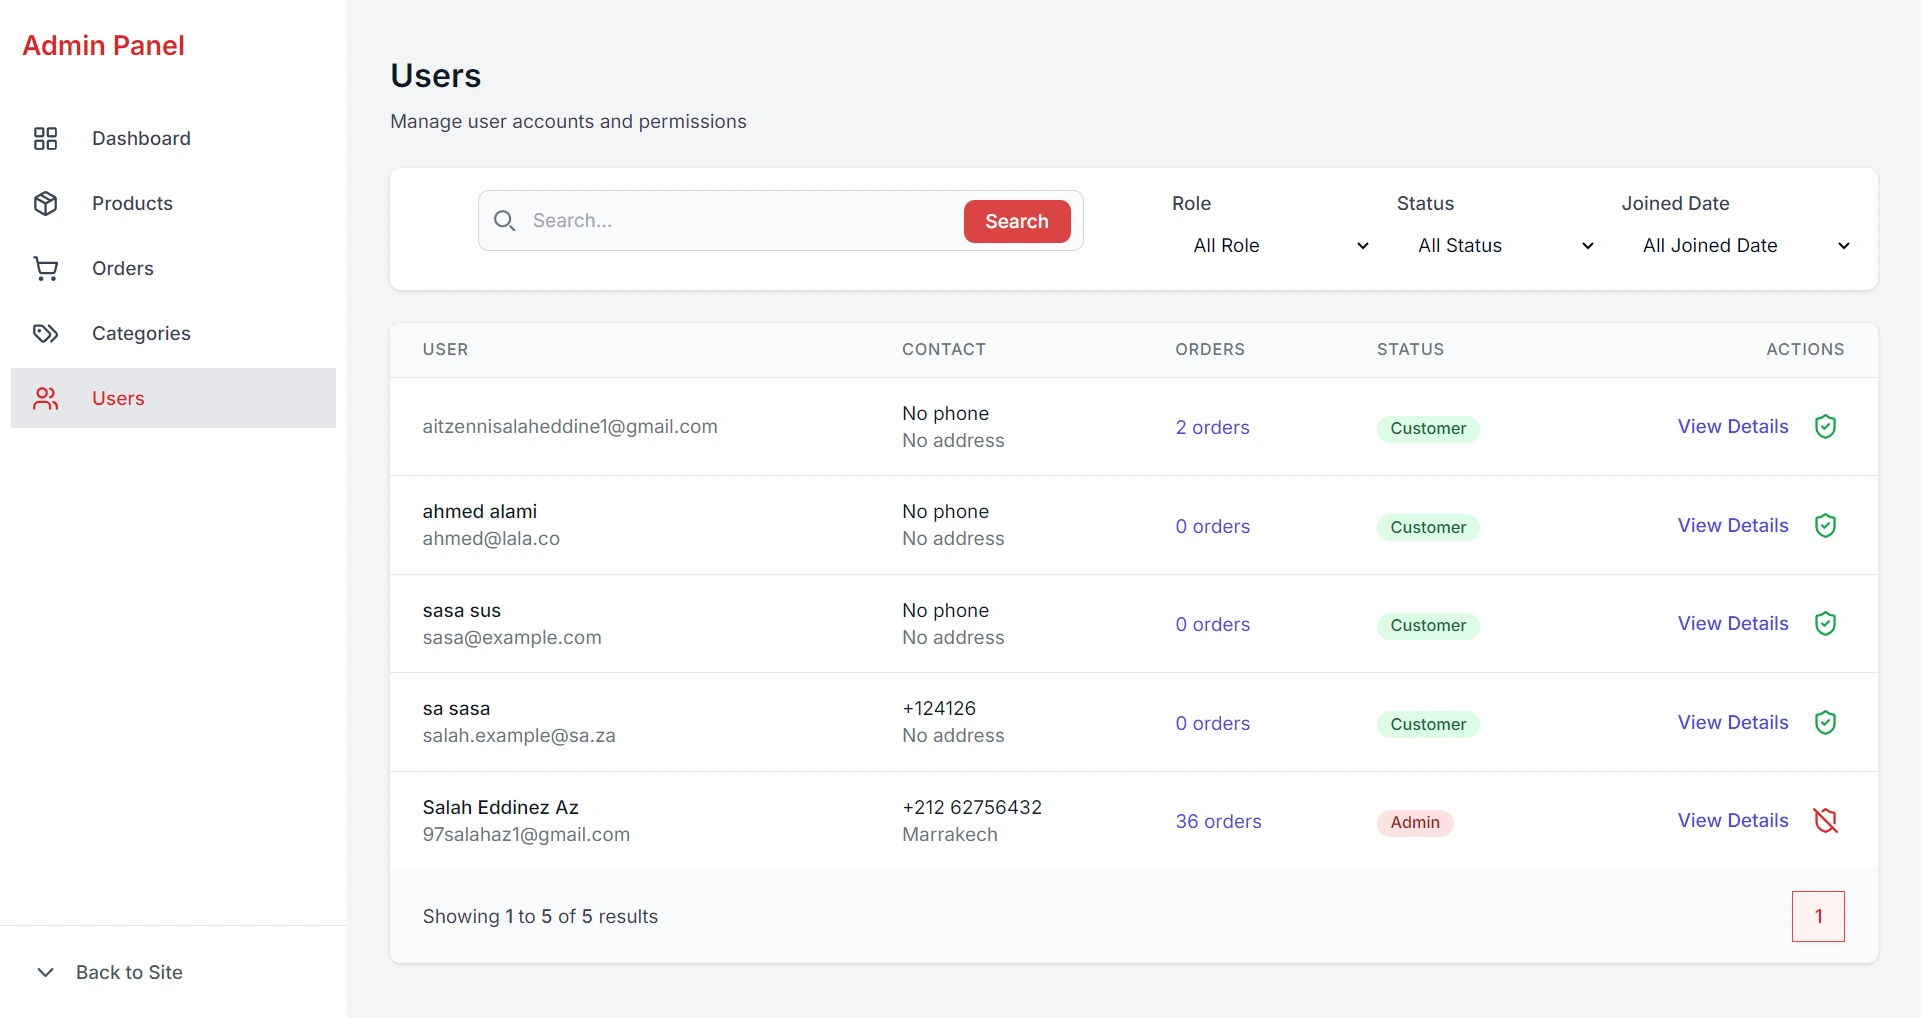 Admin Panel
Dashboard
Products
Orders
Categories
Users
Back to Site
Users
Manage user accounts and permissions
Search...
Search
Role
All Role
Status
All Status
Joined Date
All Joined Date
USER CONTACT ORDERS STATUS ACTIONS
aitzennisalaheddine1@gmail.com
No phone
No address
2 orders
Customer
View Details
ahmed alami
ahmed@lala.co
No phone
No address
0 orders
Customer
View Details
sasa sus
sasa@example.com
No phone
No address
0 orders
Customer
View Details
sa sasa
salah.example@sa.za
+124126
No address
0 orders
Customer
View Details
Salah Eddinez Az
97salahaz1@gmail.com
+212 62756432
Marrakech
36 orders
Admin
View Details
Showing 1 to 5 of 5 results
1